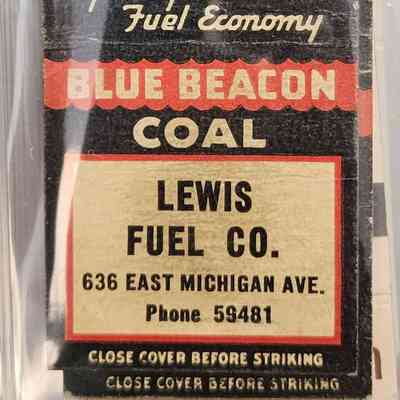 Fuel Economy
BLUE BEACON
COAL
LEWIS
FUEL CO.
636 EAST MICHIGAN AVE.
Phone 59481
CLOSE COVER BEFORE STRIKING
CLOSE COVER BEFORE STRIKING